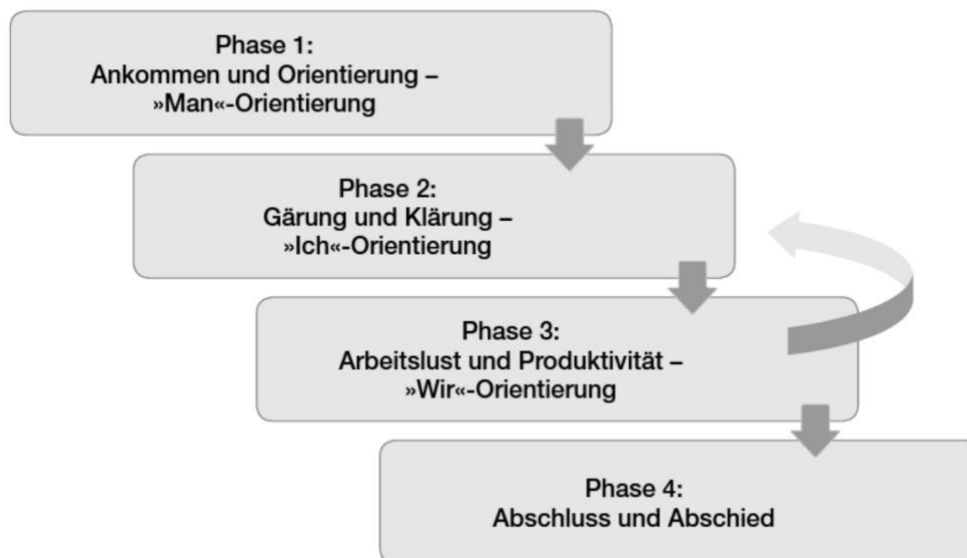 Phase 1:
Ankommen und Orientierung –
»Man«-Orientierung
Phase 2:
Gärung und Klärung –
»Ich«-Orientierung
Phase 3:
Arbeitslust und Produktivität –
»Wir«-Orientierung
Phase 4:
Abschluss und Abschied